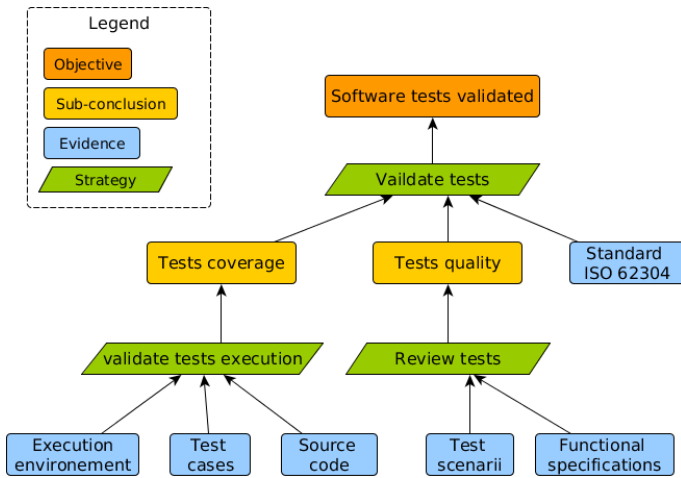 Legend
Objective
Sub-conclusion
Evidence
Strategy
Software tests validated
Vaildate tests
Tests coverage
Tests quality
Standard
ISO 62304
validate tests execution
Review tests
Execution
environement
Test
cases
Source
code
Test
scenarii
Functional
specifications